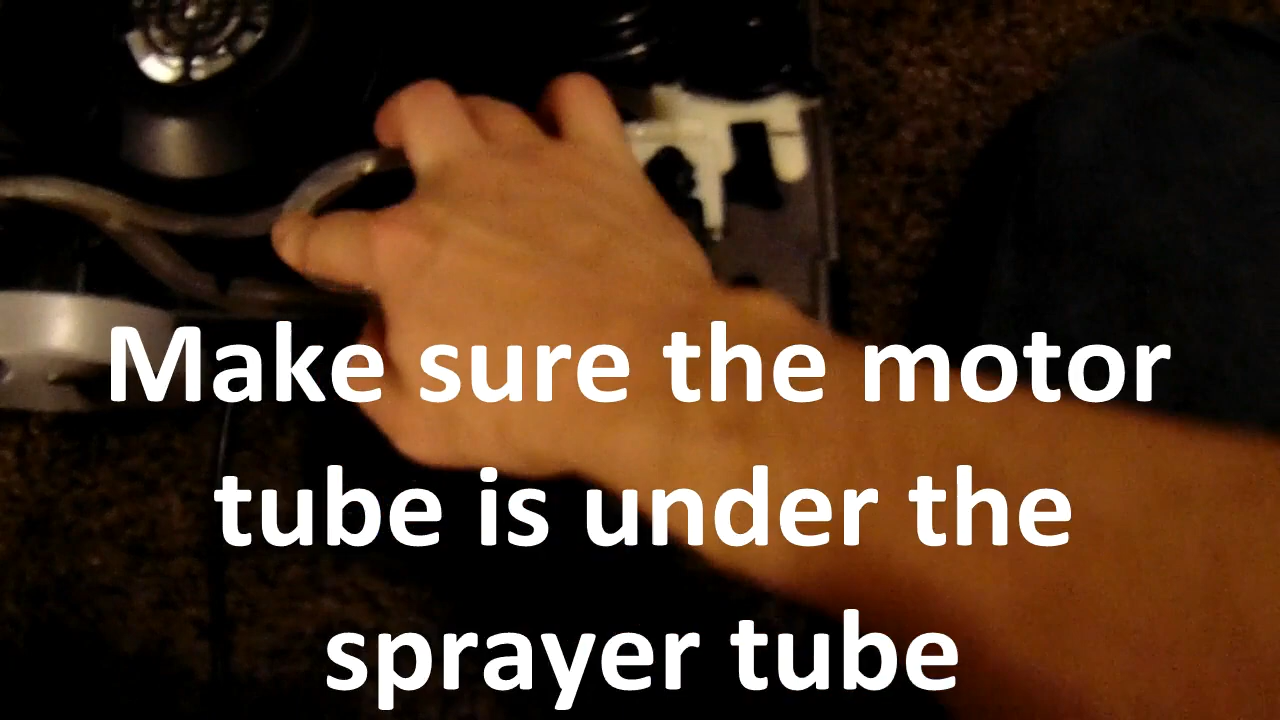 Make sure the motor
tube is under the
sprayer tube